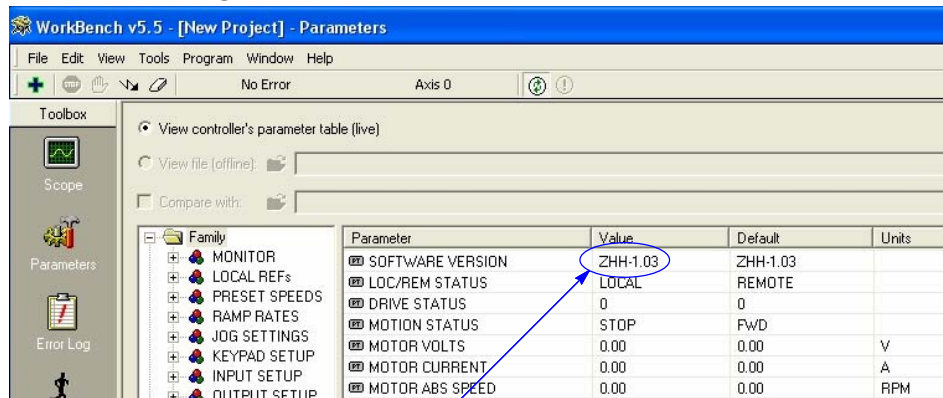 WorkBench v5.5 - [New Project] - Parameters
File Edit View Tools Program Window Help
STOP No Error Axis 0
Toolbox
View controller's parameter table (live)
View file (offline):
Scope
Compare with:
Family
Parameter Value Default Units
MONITOR
SOFTWARE VERSION ZHH-1.03 ZHH-1.03
Parameters
LOCAL REFs
LOC/REM STATUS LOCAL REMOTE
PRESET SPEEDS
DRIVE STATUS 0 0
RAMP RATES
MOTION STATUS STOP FWD
JOG SETTINGS
Error Log
MOTOR VOLTS 0.00 0.00 V
KEYPAD SETUP
MOTOR CURRENT 0.00 0.00 A
INPUT SETUP
MOTOR ABS SPEED 0.00 0.00 RPM
OUTPUT SETUP